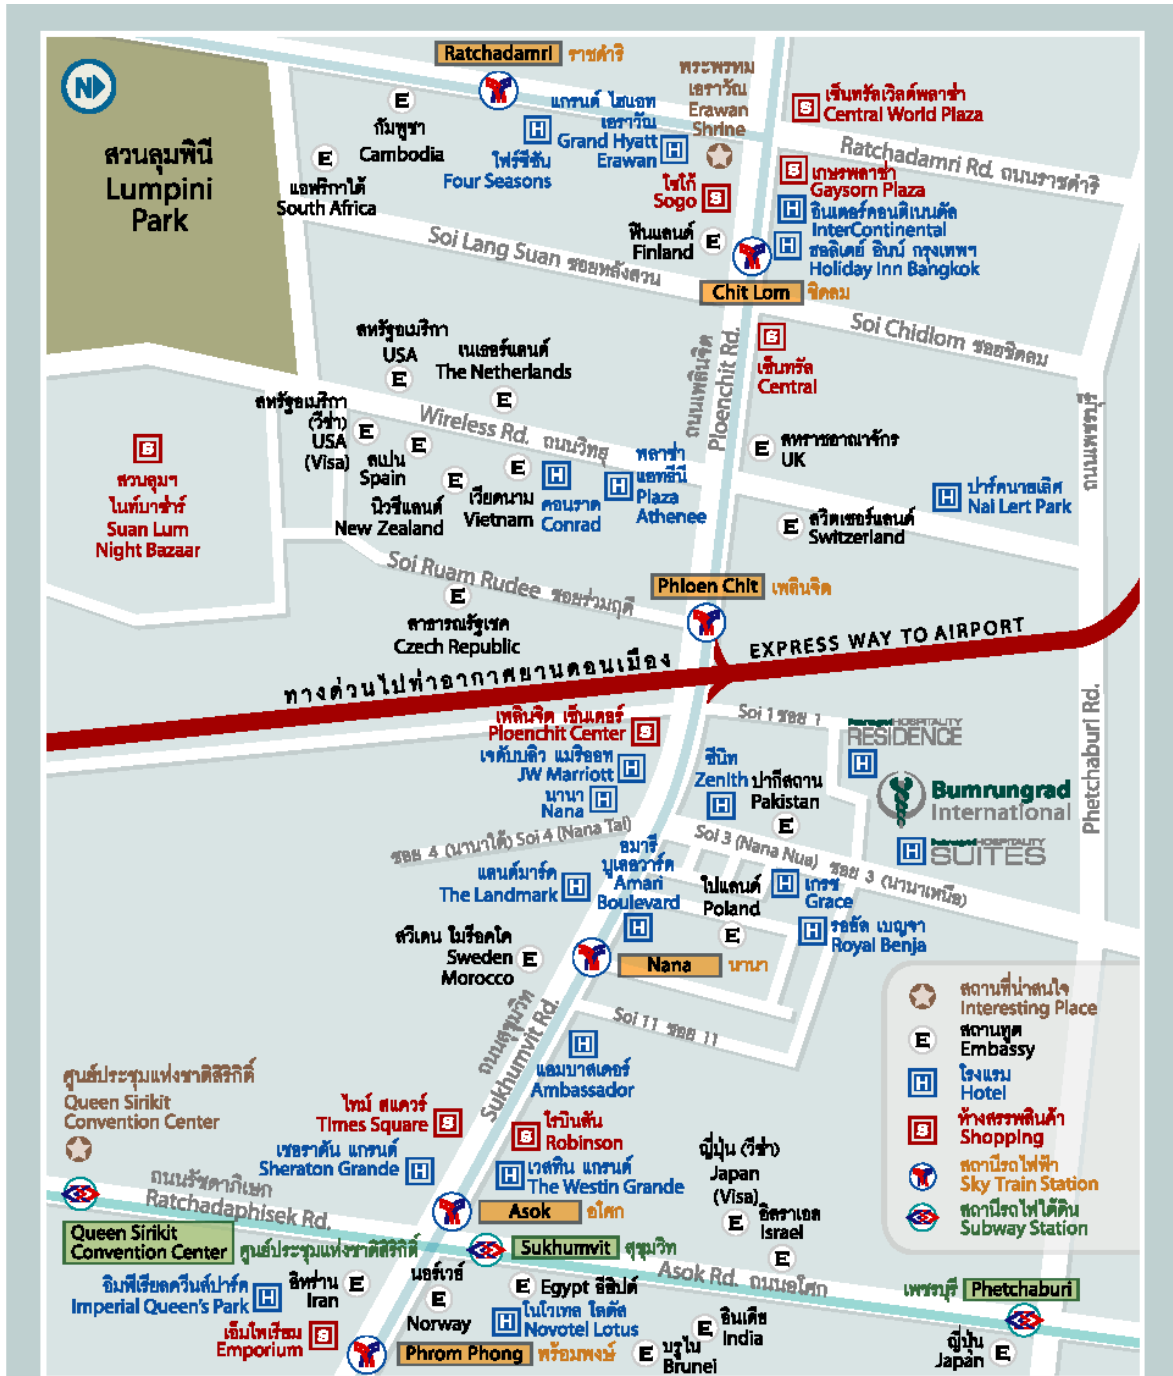 Ratchadamri ราชดำริ
N
สวนลุมพินี
Lumpini
Park
E
กัมพูชา
Cambodia
E
แอฟริกาใต้
South Africa
H
โฟร์ซีซัน
Four Seasons
แกรนด์ ไฮแอท
เอราวัณ
Grand Hyatt
Erawan
H
พระพรหม
เอราวัณ
Erawan
Shrine
S
เซ็นทรัลเวิลด์พลาซ่า
Central World Plaza
Ratchadamri Rd. ถนนราชดำริ
โซโก้
Sogo
S
S
เกษรพลาซ่า
Gaysorn Plaza
H
อินเตอร์คอนติเนนตัล
InterContinental
ฟินแลนด์
Finland
E
H
ฮอลิเดย์ อินน์ กรุงเทพฯ
Holiday Inn Bangkok
Soi Lang Suan ซอยหลังสวน
Chit Lom ชิดลม
Soi Chidlom ซอยชิดลม
สหรัฐอเมริกา
USA
E
เนเธอร์แลนด์
The Netherlands
E
ถนนเพลินจิต
Ploenchit Rd.
S
เซ็นทรัล
Central
สหรัฐอเมริกา
(วีซ่า)
USA
(Visa)
E
Wireless Rd. ถนนวิทยุ
ถนนเพชรบุรี
S
สวนลุมฯ
ไนท์บาซ่าร์
Suan Lum
Night Bazaar
E
สเปน
Spain
E
นิวซีแลนด์
New Zealand
E
เวียดนาม
Vietnam
H
คอนราด
Conrad
H
พลาซ่า
แอทธินี
Plaza
Athenee
E
สหราชอาณาจักร
UK
H
ปาร์คนายเลิศ
Nai Lert Park
E
สวิตเซอร์แลนด์
Switzerland
Soi Ruam Rudee ซอยร่วมฤดี
E
สาธารณรัฐเชค
Czech Republic
Phloen Chit เพลินจิต
ทางด่วนไปท่าอากาศยานดอนเมือง
EXPRESS WAY TO AIRPORT
เพลินจิต เซ็นเตอร์
Ploenchit Center
S
Soi 1 ซอย 1
HOSPITALITY
RESIDENCE
H
Phetchaburi Rd.
เจดับบลิว แมริออท
JW Marriott
H
นานา
Nana
H
ซีนิท
Zenith
H
ปากีสถาน
Pakistan
E
Bumrungrad
International
ซอย 4 (นานาใต้) Soi 4 (Nana Tai)
Soi 3 (Nana Nua) ซอย 3 (นานาเหนือ)
H
HOSPITALITY
SUITES
แลนด์มาร์ค
The Landmark
H
อมารี
บูเลอวาร์ด
Amari
Boulevard
H
โปแลนด์
Poland
E
H
เกรซ
Grace
H
รอยัล เบญจา
Royal Benja
สวีเดน โมร็อคโค
Sweden
Morocco
E
Nana นานา
Soi 11 ซอย 11
ถนนสุขุมวิท
Sukhumvit Rd.
สถานที่น่าสนใจ
Interesting Place
E
สถานทูต
Embassy
H
โรงแรม
Hotel
S
ห้างสรรพสินค้า
Shopping
สถานีรถไฟฟ้า
Sky Train Station
สถานีรถไฟใต้ดิน
Subway Station
H
แอมบาสเดอร์
Ambassador
ศูนย์ประชุมแห่งชาติสิริกิติ์
Queen Sirikit
Convention Center
ไทม์ สแควร์
Times Square
S
S
โรบินสัน
Robinson
เชอราตัน แกรนด์
Sheraton Grande
H
H
เวสทิน แกรนด์
The Westin Grande
ญี่ปุ่น (วีซ่า)
Japan
(Visa)
E
อิสราเอล
Israel
E
ถนนรัชดาภิเษก
Ratchadaphisek Rd.
Asok อโศก
Queen Sirikit
Convention Center ศูนย์ประชุมแห่งชาติสิริกิติ์
Sukhumvit สุขุมวิท
Asok Rd. ถนนอโศก
อิมพีเรียลควีนส์ปาร์ค
Imperial Queen's Park
H
อิหร่าน
Iran
E
นอร์เวย์
E
Norway
E
Egypt อียิปต์
H
โนโวเทล โลตัส
Novotel Lotus
เพชรบุรี Phetchaburi
เอ็มโพเรียม
Emporium
S
Phrom Phong พร้อมพงษ์
E
บรูไน
Brunei
E
อินเดีย
India
ญี่ปุ่น
Japan
E